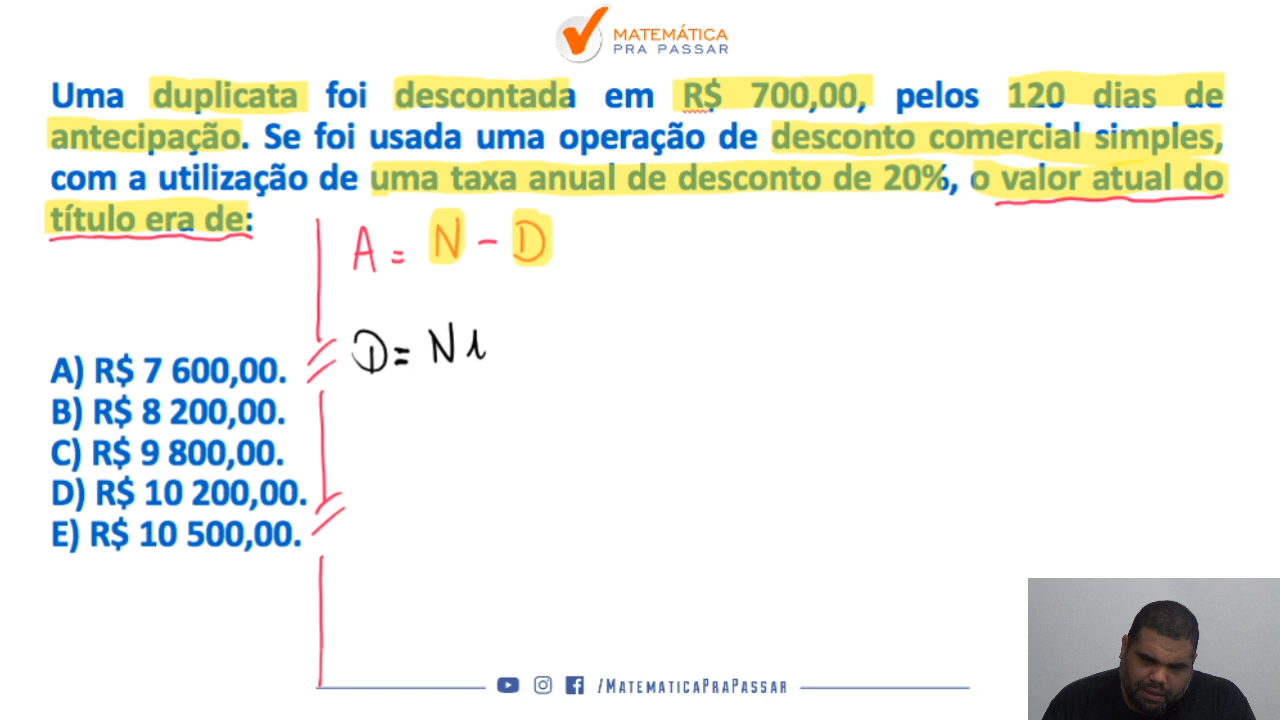 MATEMÁTICA
PRA PASSAR
Uma duplicata foi descontada em R$ 700,00, pelos 120 dias de
antecipação. Se foi usada uma operação de desconto comercial simples,
com a utilização de uma taxa anual de desconto de 20%, o valor atual do
título era de:
A = N - D
D = Ni
A) R$ 7 600,00.
B) R$ 8 200,00.
C) R$ 9 800,00.
D) R$ 10 200,00.
E) R$ 10 500,00.
/MATEMATICAPRAPASSAR